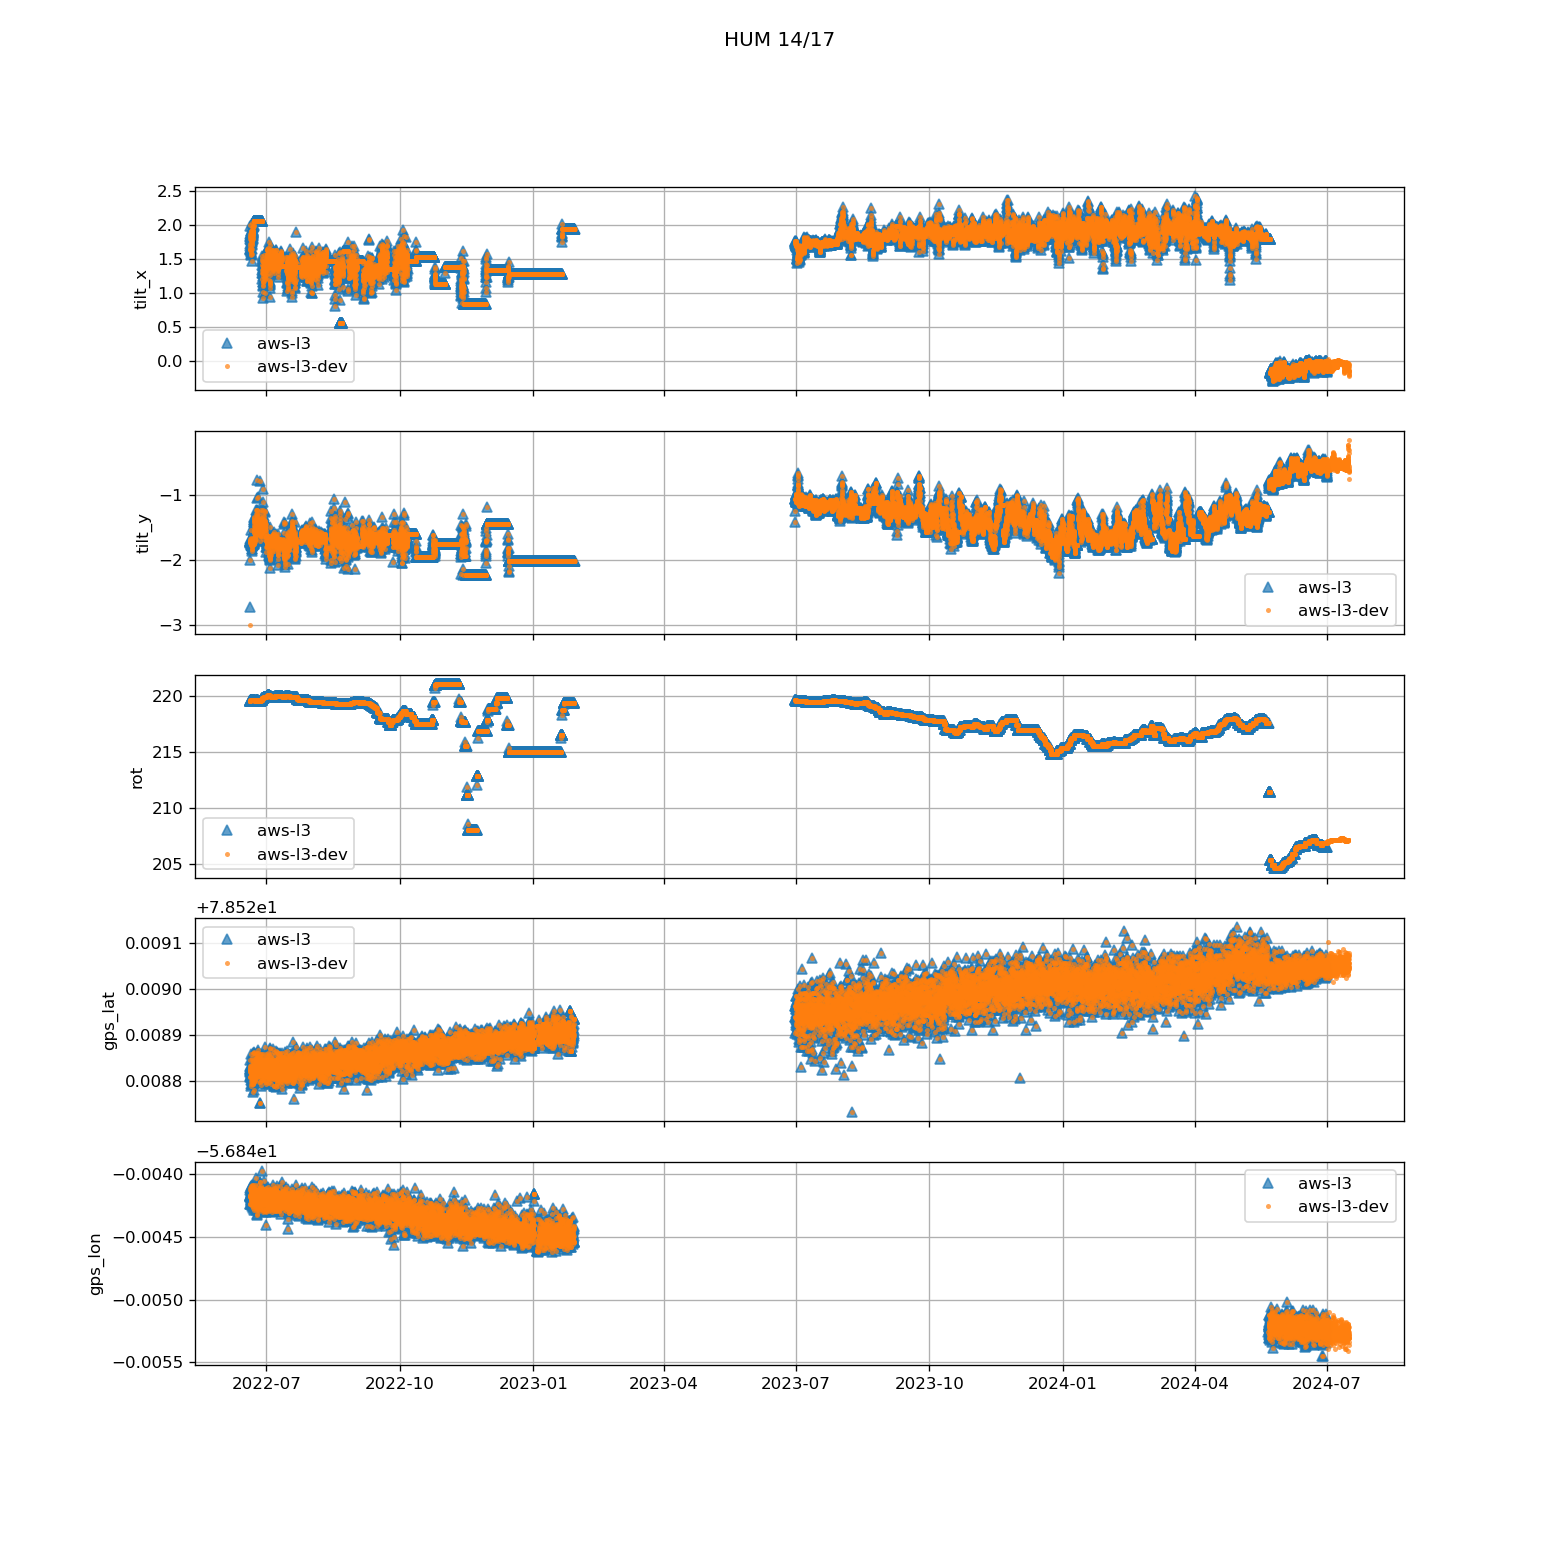 HUM 14/17
2.5
2.0
1.5
1.0
0.5
0.0
tilt_x
aws-l3
aws-l3-dev
−1
−2
−3
tilt_y
aws-l3
aws-l3-dev
220
215
210
205
rot
aws-l3
aws-l3-dev
+7.852e1
0.0091
0.0090
0.00889
0.00888
gps_lat
aws-l3
aws-l3-dev
−5.684e1
−0.0040
−0.0045
−0.0050
−0.0055
gps_lon
aws-l3
aws-l3-dev
2022-07 2022-10 2023-01 2023-04 2023-07 2023-10 2024-01 2024-04 2024-07